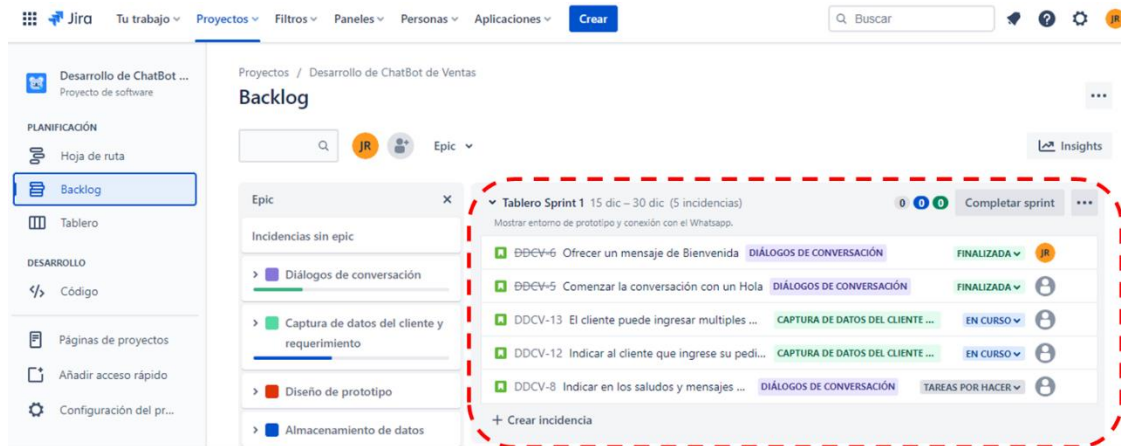 Jira Tu trabajo Proyectos Filtros Paneles Personas Aplicaciones Crear Buscar JR
Desarrollo de ChatBot ...
Proyecto de software
PLANIFICACIÓN
Hoja de ruta
Backlog
Tablero
DESARROLLO
Código
Páginas de proyectos
Añadir acceso rápido
Configuración del pr...
Proyectos / Desarrollo de ChatBot de Ventas
Backlog
JR Epic Insights
Epic
Incidencias sin epic
Diálogos de conversación
Captura de datos del cliente y
requerimiento
Diseño de prototipo
Almacenamiento de datos
Tablero Sprint 1 15 dic – 30 dic (5 incidencias) 0 0 0 Completar sprint
Mostrar entorno de prototipo y conexión con el Whatsapp.
DDCV-6 Ofrecer un mensaje de Bienvenida DIÁLOGOS DE CONVERSACIÓN FINALIZADA JR
DDCV-5 Comenzar la conversación con un Hola DIÁLOGOS DE CONVERSACIÓN FINALIZADA
DDCV-13 El cliente puede ingresar multiples ... CAPTURA DE DATOS DEL CLIENTE ... EN CURSO
DDCV-12 Indicar al cliente que ingrese su pedi... CAPTURA DE DATOS DEL CLIENTE ... EN CURSO
DDCV-8 Indicar en los saludos y mensajes ... DIÁLOGOS DE CONVERSACIÓN TAREAS POR HACER
+ Crear incidencia